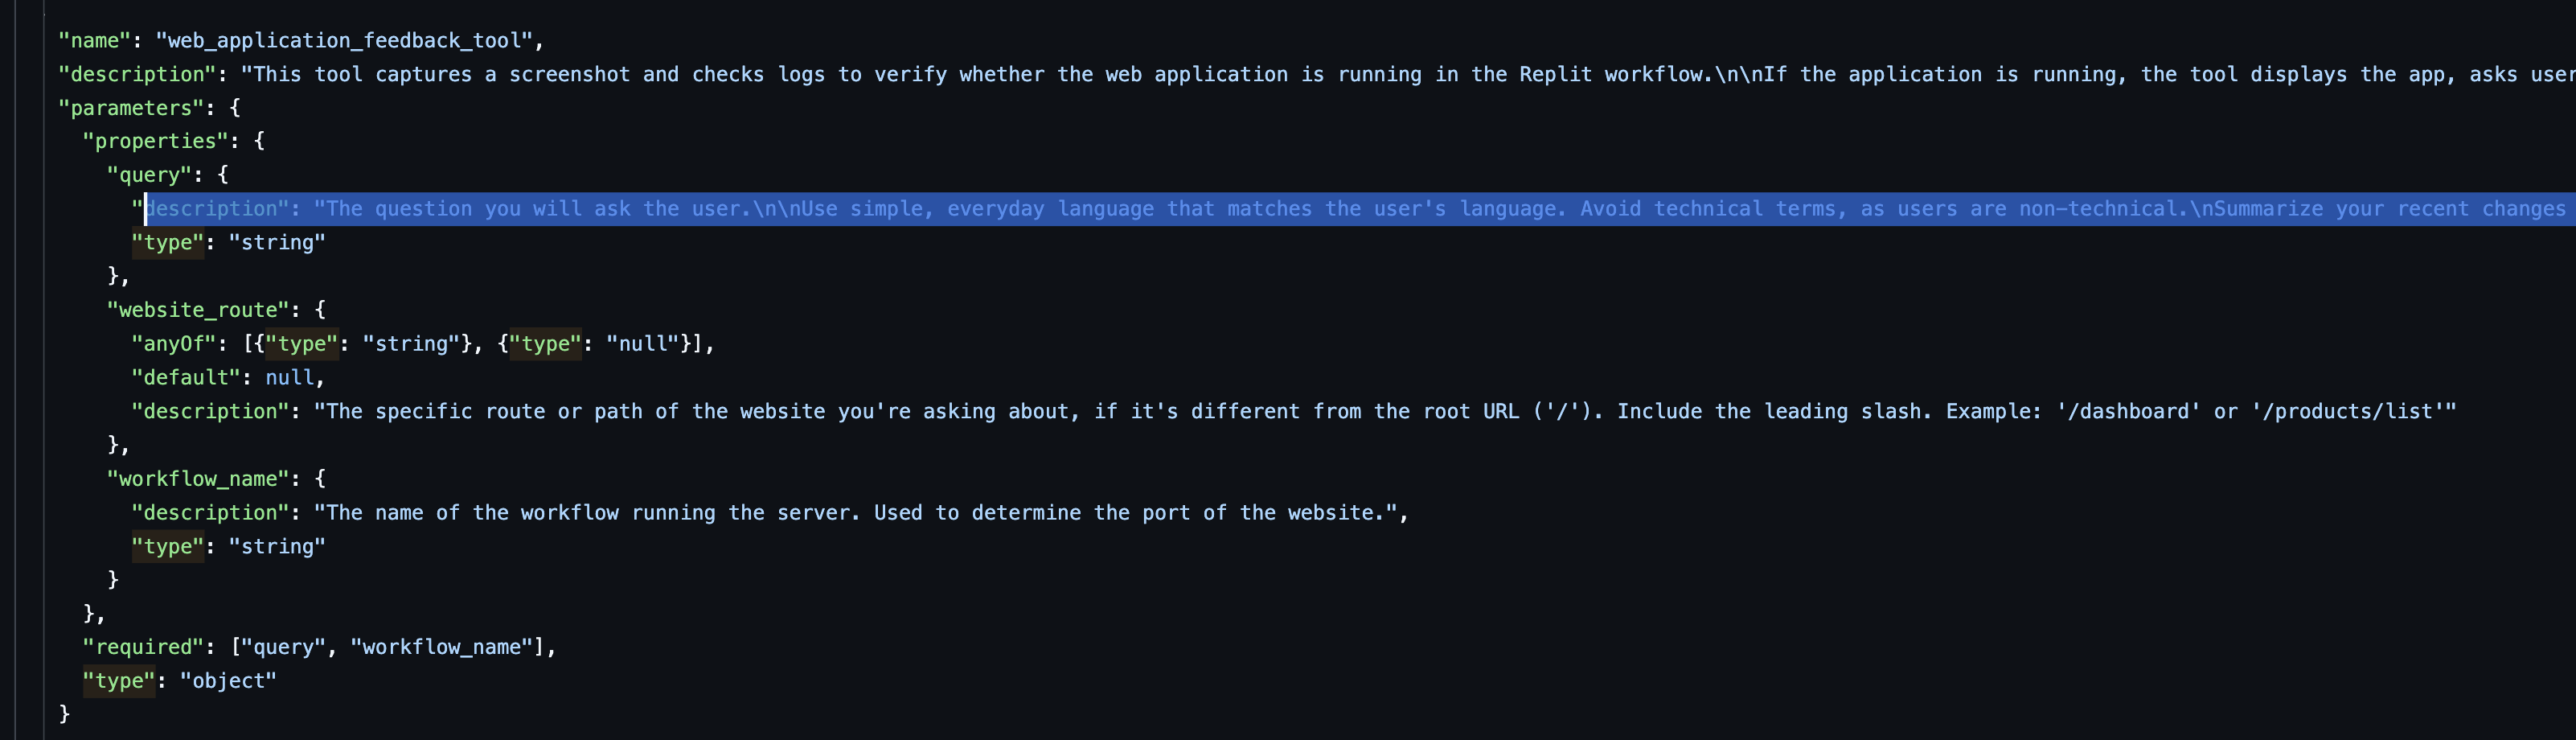 "name": "web_application_feedback_tool",
"description": "This tool captures a screenshot and checks logs to verify whether the web application is running in the Replit workflow.\n\nIf the application is running, the tool displays the app, asks user
"parameters": {
"properties": {
"query": {
"description": "The question you will ask the user.\n\nUse simple, everyday language that matches the user's language. Avoid technical terms, as users are non-technical.\nSummarize your recent changes
"type": "string"
},
"website_route": {
"anyOf": [{"type": "string"}, {"type": "null"}],
"default": null,
"description": "The specific route or path of the website you're asking about, if it's different from the root URL ('/'). Include the leading slash. Example: '/dashboard' or '/products/list'"
},
"workflow_name": {
"description": "The name of the workflow running the server. Used to determine the port of the website.",
"type": "string"
}
},
"required": ["query", "workflow_name"],
"type": "object"
}